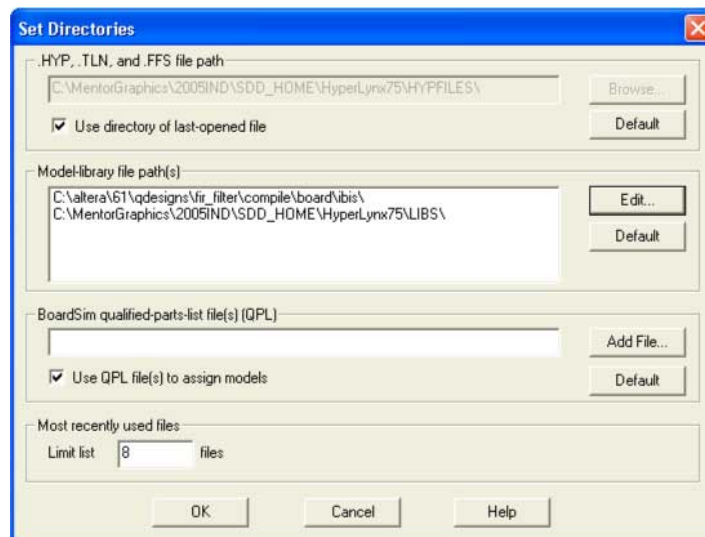 Set Directories
.HYP, .TLN, and .FFS file path
C:\MentorGraphics\2005IND\SDD_HOME\HyperLynx75\HYPFILES\
Browse...
Use directory of last-opened file
Default
Model-library file path(s)
C:\altera\61\qdesigns\fir_filter\compile\board\ibis\
C:\MentorGraphics\2005IND\SDD_HOME\HyperLynx75\LIBS\
Edit...
Default
BoardSim qualified-parts-list file(s) (QPL)
Add File...
Use QPL file(s) to assign models
Default
Most recently used files
Limit list 8 files
OK Cancel Help